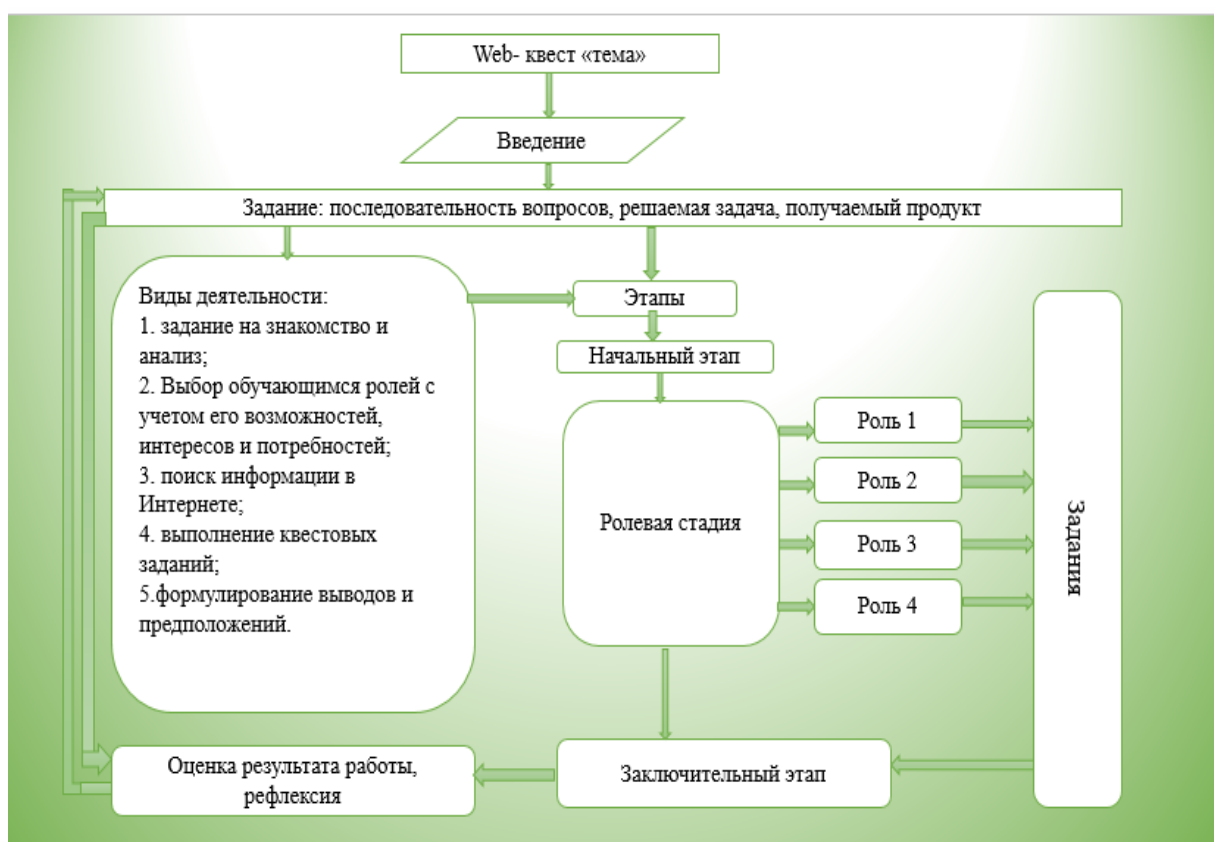 Web- квест «тема»
Введение
Задание: последовательность вопросов, решаемая задача, получаемый продукт
Виды деятельности:
1. задание на знакомство и
анализ;
2. Выбор обучающимся ролей с
учетом его возможностей,
интересов и потребностей;
3. поиск информации в
Интернете;
4. выполнение квестовых
заданий;
5.формулирование выводов и
предположений.
Этапы
Начальный этап
Ролевая стадия
Роль 1
Роль 2
Роль 3
Роль 4
Задания
Заключительный этап
Оценка результата работы,
рефлексия